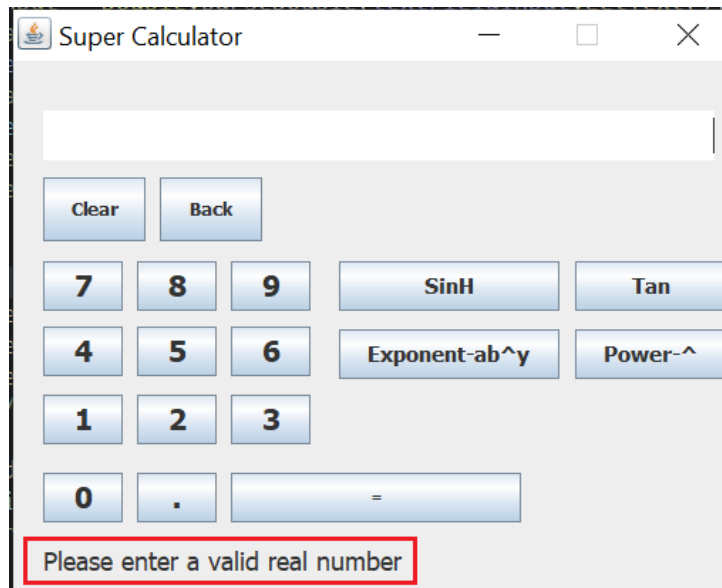 Super Calculator
Clear Back
7 8 9 SinH Tan
4 5 6 Exponent-ab^y Power-^
1 2 3
0 . =
Please enter a valid real number